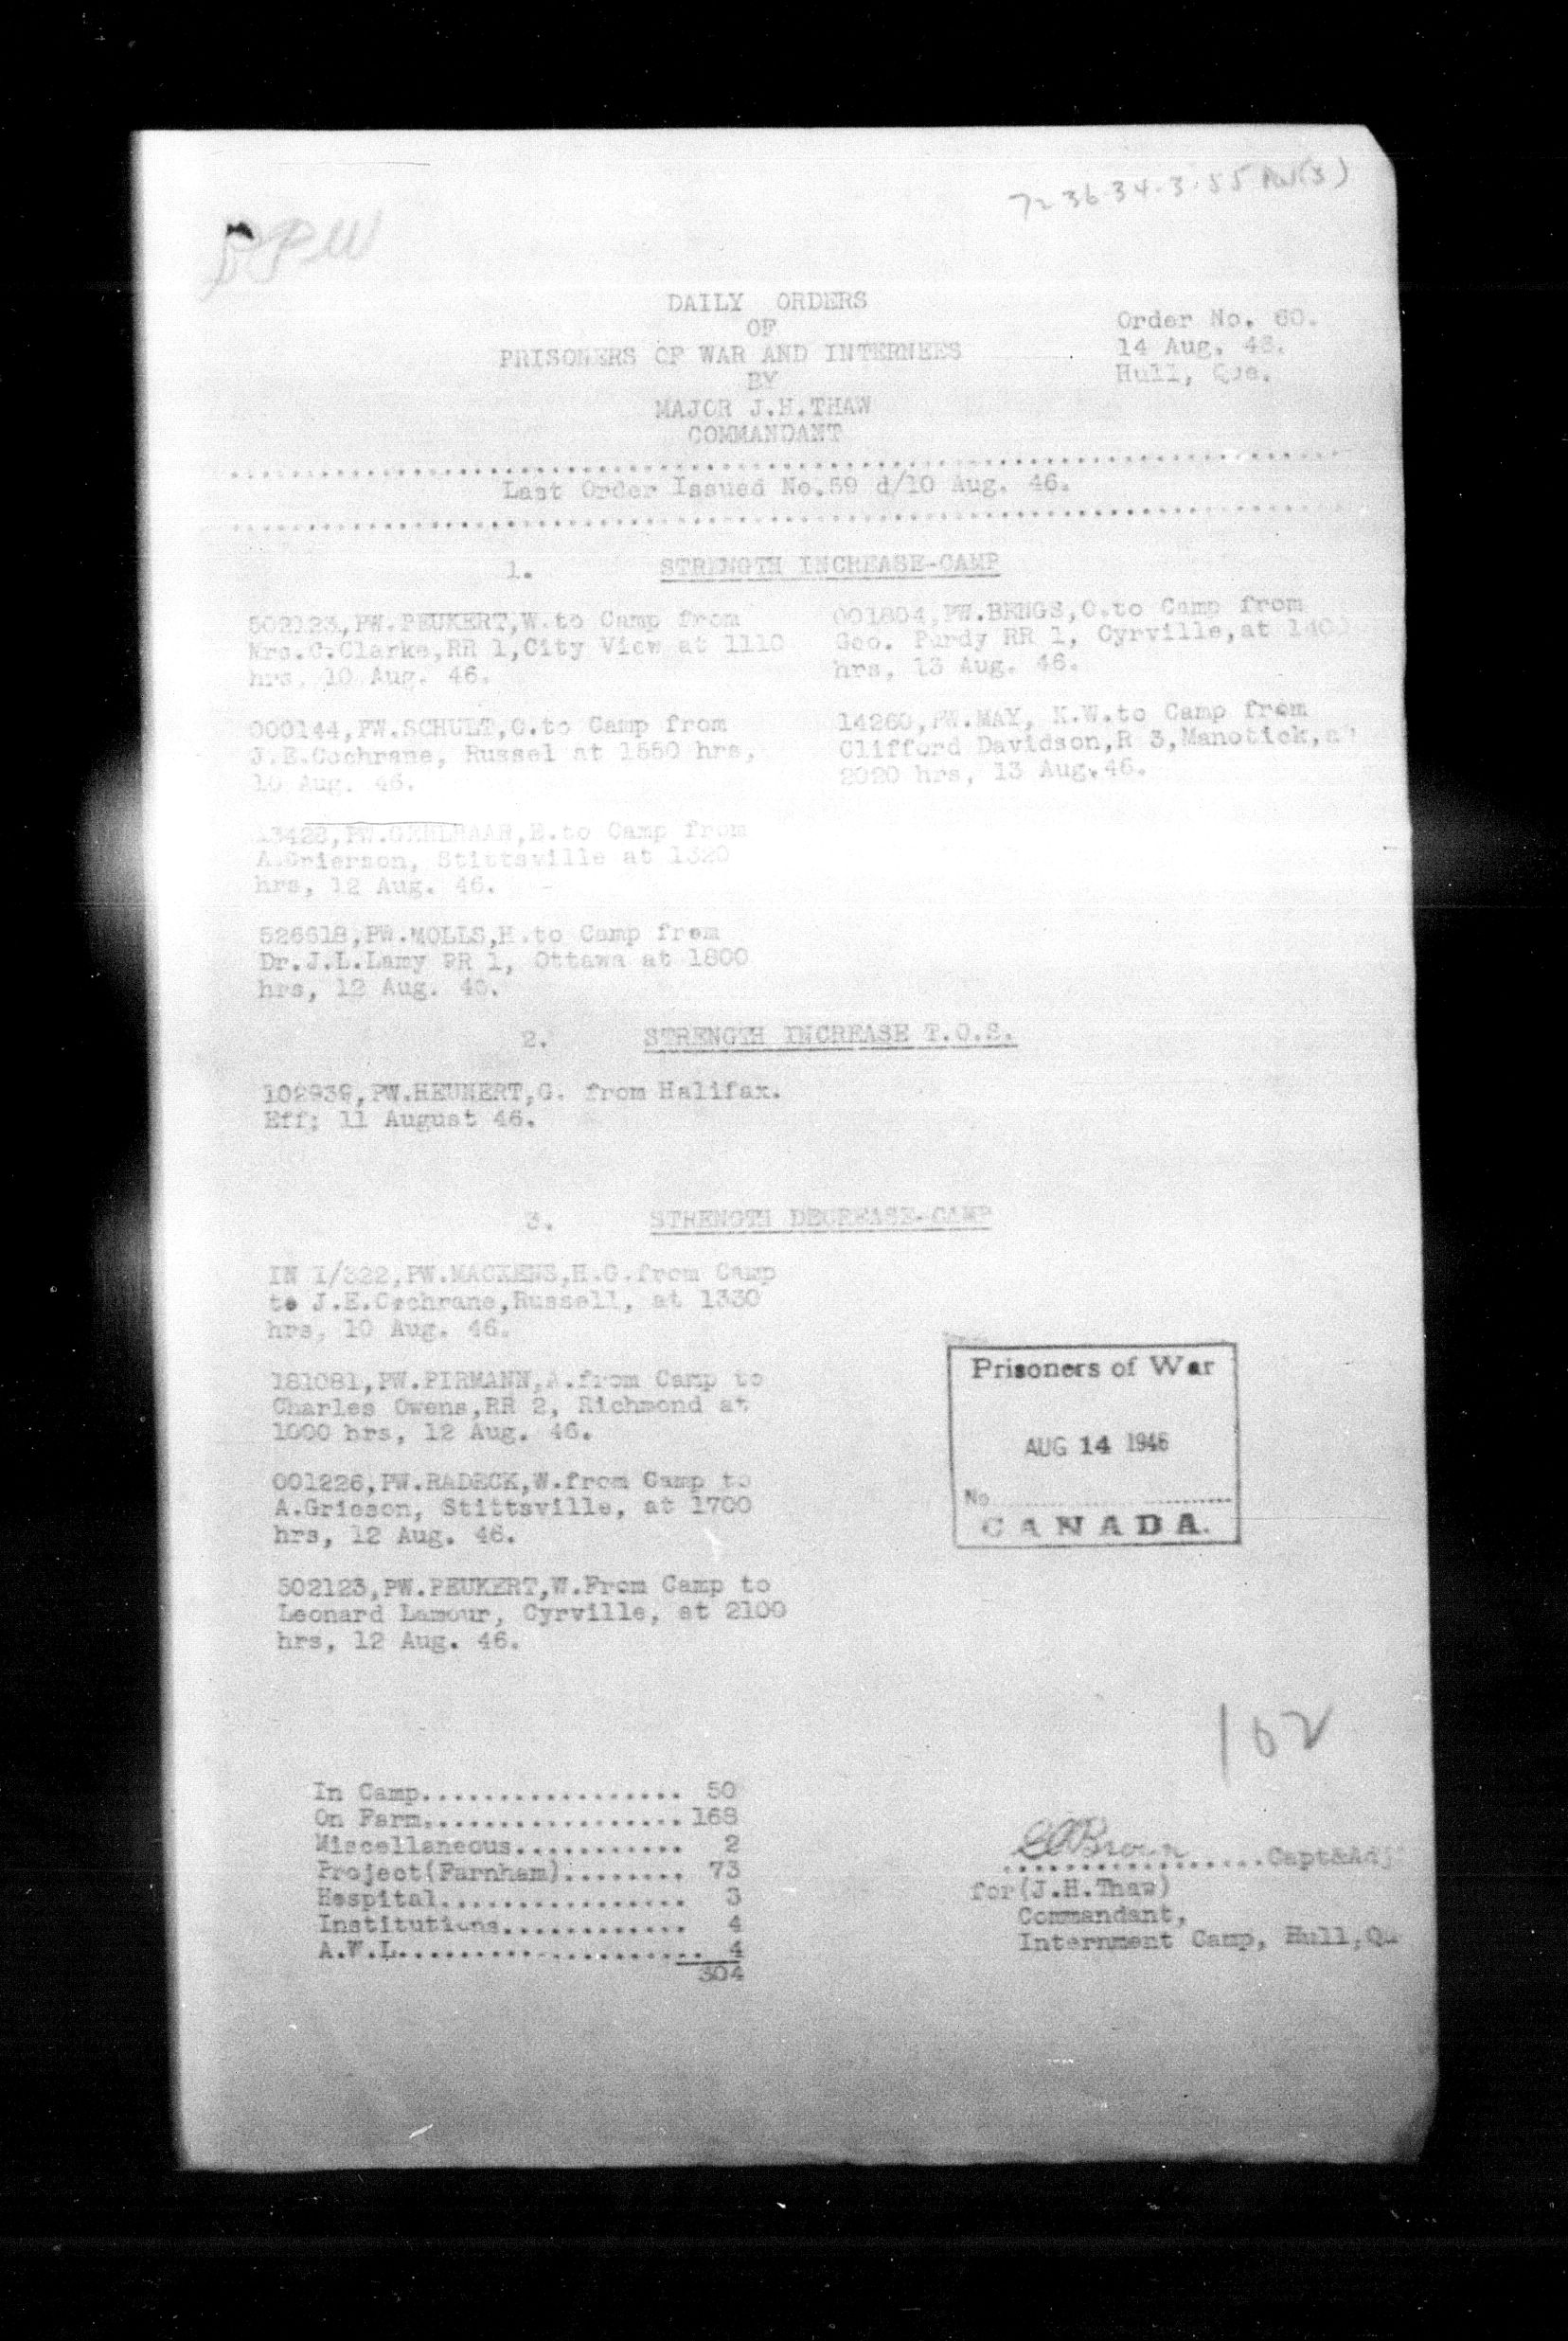 7236-34-3-55 PW(3)
DPW
DAILY ORDERS
OF
PRISONERS OF WAR AND INTERNEES
BY
MAJOR J.H.THAW
COMMANDANT
Order No. 60.
14 Aug. 46.
Hull, Que.
Last Order Issued No.59 d/10 Aug. 46.
1. STRENGTH INCREASE-CAMP
502123,PW.PEUKERT,W.to Camp from
Mrs.C.Clarke,RR 1,City View at 1110
hrs, 10 Aug. 46.
000144,PW.SCHULT,G.to Camp from
J.E.Cochrane, Russel at 1550 hrs,
10 Aug. 46.
PW.GEHLHAAR,E.to Camp from
A.Grierson, Stittsville at 1320
hrs, 12 Aug. 46.
526618,PW.MOLLS,H.to Camp from
Dr.J.L.Lamy RR 1, Ottawa at 1800
hrs, 12 Aug. 46.
001804,PW.BENGS,O.to Camp from
Geo. Purdy RR 1, Cyrville,at 1400
hrs, 13 Aug. 46.
14260,PW.MAY, K.W.to Camp from
Clifford Davidson,R 3,Manotick,a
2020 hrs, 13 Aug.46.
2. STRENGTH INCREASE T.O.S.
102939,PW.HEUNERT,G. from Halifax.
Eff; 11 August 46.
3. STRENGTH DECREASE-CAMP
IN I/322,PW.MACKENS,H.G.from Camp
to J.E.Cochrane,Russell, at 1330
hrs, 10 Aug. 46.
181081,PW.PIRMANN,A.from Camp to
Charles Owens,RR 2, Richmond at
1000 hrs, 12 Aug. 46.
001226,PW.RADECK,W.from Camp to
A.Grieson, Stittsville, at 1700
hrs, 12 Aug. 46.
502123,PW.PEUKERT,W.From Camp to
Leonard Lamour, Cyrville, at 2100
hrs, 12 Aug. 46.
Prisoners of War
AUG 14 1946
No
CANADA.
102
In Camp................. 50
On Farm.................168
Miscellaneous........... 2
Project(Farnham)........ 73
Hospital................ 3
Institutions............ 4
A.W.L.................... 4
304
Brown
.................Capt&Adj
for(J.H.Thaw)
Commandant,
Internment Camp, Hull,Qu